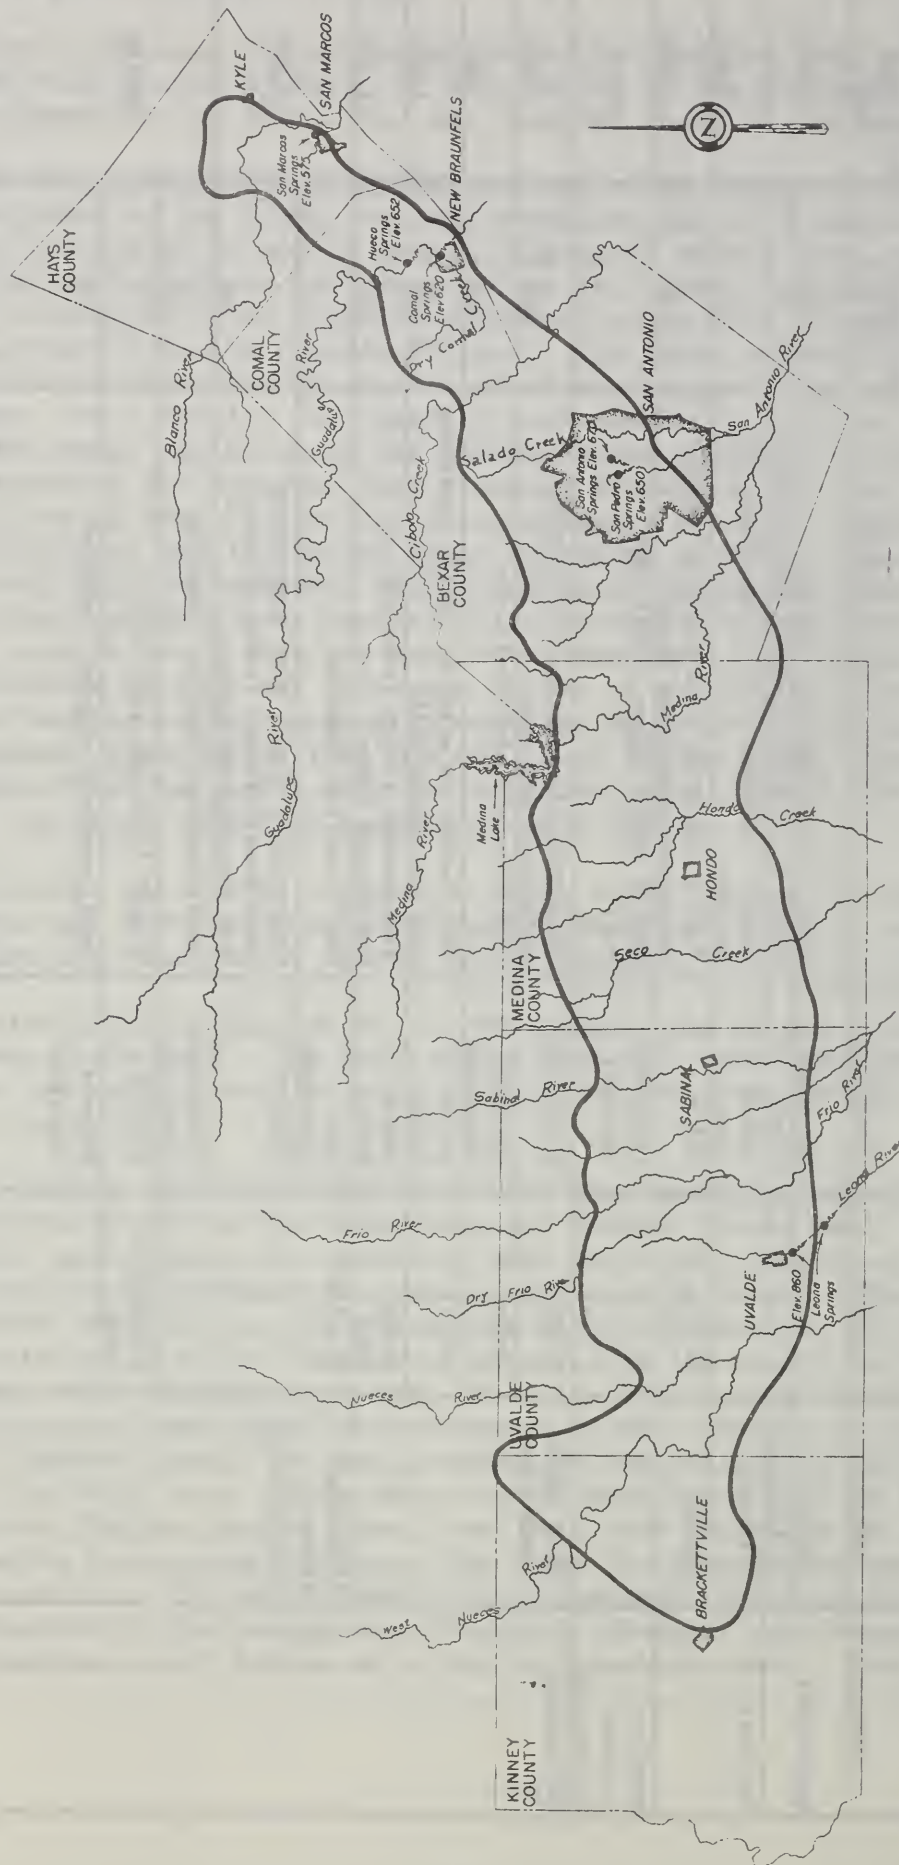 HAYS
COUNTY
KYLE
SAN MARCOS
San Marcos
Springs
Elev. 575
Blanco River
COMAL
COUNTY
Guadalupe River
Hueco
Springs
Elev. 652
Comal
Springs
Elev. 620
NEW BRAUNFELS
Comal Creek
N
Cibolo Creek
BEXAR
COUNTY
Salado Creek
San Antonio
Springs Elev. 670
San Pedro
Springs
Elev. 650
SAN ANTONIO
San Antonio River
Guadalupe River
Medina River
Medina
Lake
Medina River
Hondo Creek
HONDO
MEDINA
COUNTY
Seco Creek
Sabinal River
SABINAL
Frio River
Frio River
Dry Frio River
Leona River
UVALDE
Elev. 860
Leona
Springs
Nueces River
UVALDE
COUNTY
West Nueces River
BRACKETTVILLE
KINNEY
COUNTY